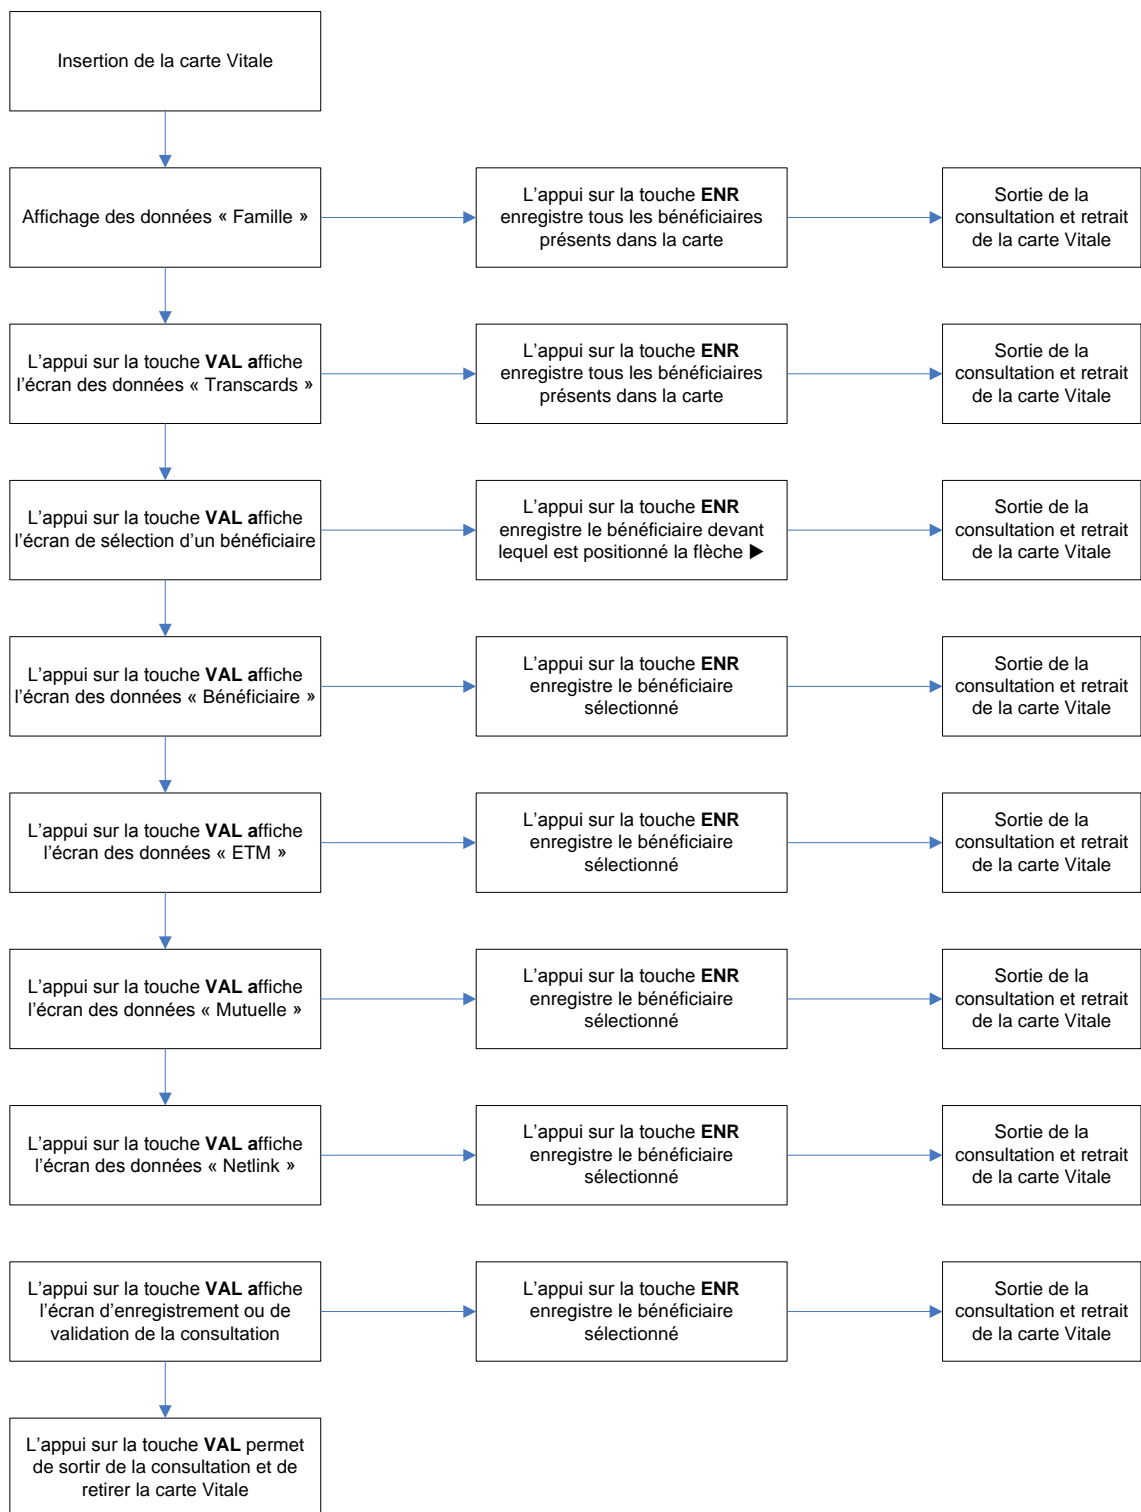 Insertion de la carte Vitale
Affichage des données « Famille »
L'appui sur la touche ENR
enregistre tous les bénéficiaires
présents dans la carte
Sortie de la
consultation et retrait
de la carte Vitale
L'appui sur la touche VAL affiche
l'écran des données « Transcards »
L'appui sur la touche ENR
enregistre tous les bénéficiaires
présents dans la carte
Sortie de la
consultation et retrait
de la carte Vitale
L'appui sur la touche VAL affiche
l'écran de sélection d'un bénéficiaire
L'appui sur la touche ENR
enregistre le bénéficiaire devant
lequel est positionné la flèche ▶
Sortie de la
consultation et retrait
de la carte Vitale
L'appui sur la touche VAL affiche
l'écran des données « Bénéficiaire »
L'appui sur la touche ENR
enregistre le bénéficiaire
sélectionné
Sortie de la
consultation et retrait
de la carte Vitale
L'appui sur la touche VAL affiche
l'écran des données « ETM »
L'appui sur la touche ENR
enregistre le bénéficiaire
sélectionné
Sortie de la
consultation et retrait
de la carte Vitale
L'appui sur la touche VAL affiche
l'écran des données « Mutuelle »
L'appui sur la touche ENR
enregistre le bénéficiaire
sélectionné
Sortie de la
consultation et retrait
de la carte Vitale
L'appui sur la touche VAL affiche
l'écran des données « Netlink »
L'appui sur la touche ENR
enregistre le bénéficiaire
sélectionné
Sortie de la
consultation et retrait
de la carte Vitale
L'appui sur la touche VAL affiche
l'écran d'enregistrement ou de
validation de la consultation
L'appui sur la touche ENR
enregistre le bénéficiaire
sélectionné
Sortie de la
consultation et retrait
de la carte Vitale
L'appui sur la touche VAL permet
de sortir de la consultation et de
retirer la carte Vitale